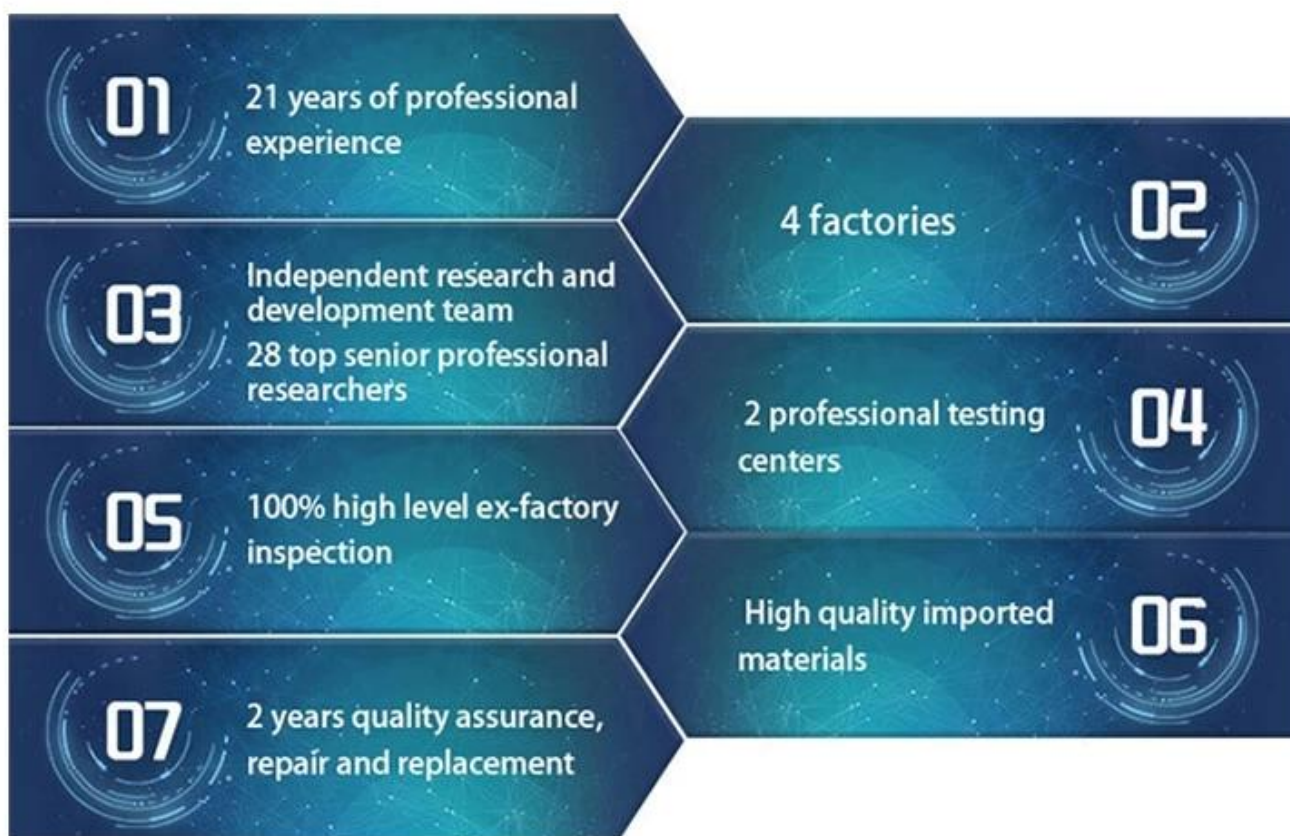 01
21 years of professional
experience
02
4 factories
03
Independent research and
development team
28 top senior professional
researchers
04
2 professional testing
centers
05
100% high level ex-factory
inspection
06
High quality imported
materials
07
2 years quality assurance,
repair and replacement